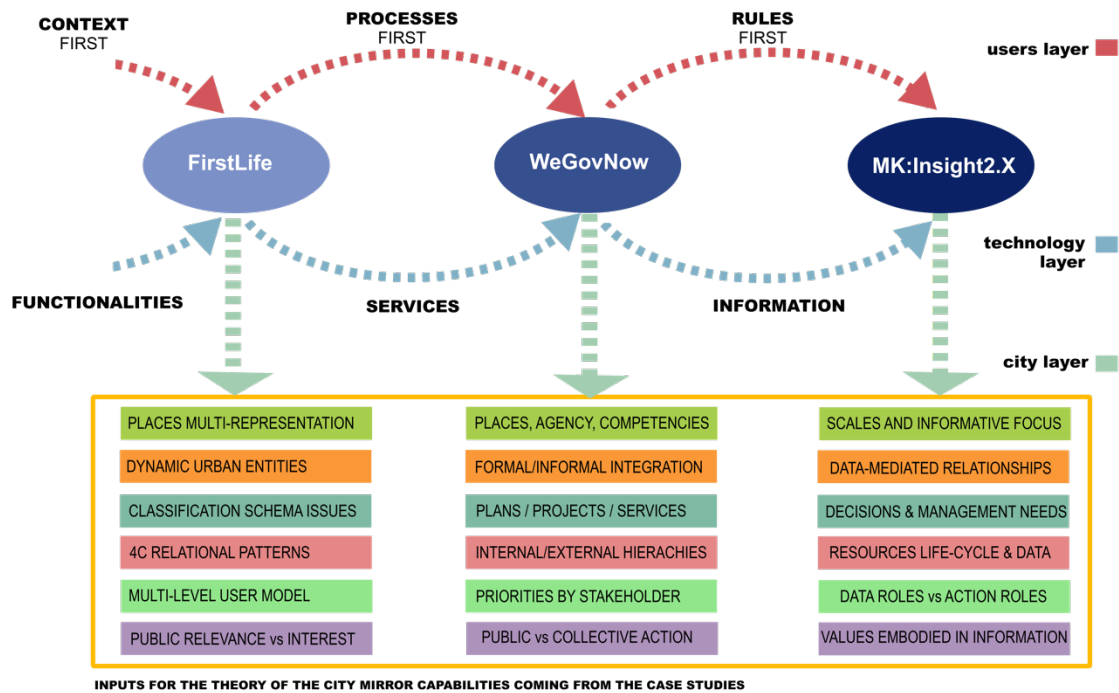 CONTEXT
FIRST
PROCESSES
FIRST
RULES
FIRST
users layer
FirstLife
WeGovNow
MK:Insight2.X
technology
layer
FUNCTIONALITIES
SERVICES
INFORMATION
city layer
PLACES MULTI-REPRESENTATION
PLACES, AGENCY, COMPETENCIES
SCALES AND INFORMATIVE FOCUS
DYNAMIC URBAN ENTITIES
FORMAL/INFORMAL INTEGRATION
DATA-MEDIATED RELATIONSHIPS
CLASSIFICATION SCHEMA ISSUES
PLANS / PROJECTS / SERVICES
DECISIONS & MANAGEMENT NEEDS
4C RELATIONAL PATTERNS
INTERNAL/EXTERNAL HIERACHIES
RESOURCES LIFE-CYCLE & DATA
MULTI-LEVEL USER MODEL
PRIORITIES BY STAKEHOLDER
DATA ROLES vs ACTION ROLES
PUBLIC RELEVANCE vs INTEREST
PUBLIC vs COLLECTIVE ACTION
VALUES EMBODIED IN INFORMATION
INPUTS FOR THE THEORY OF THE CITY MIRROR CAPABILITIES COMING FROM THE CASE STUDIES